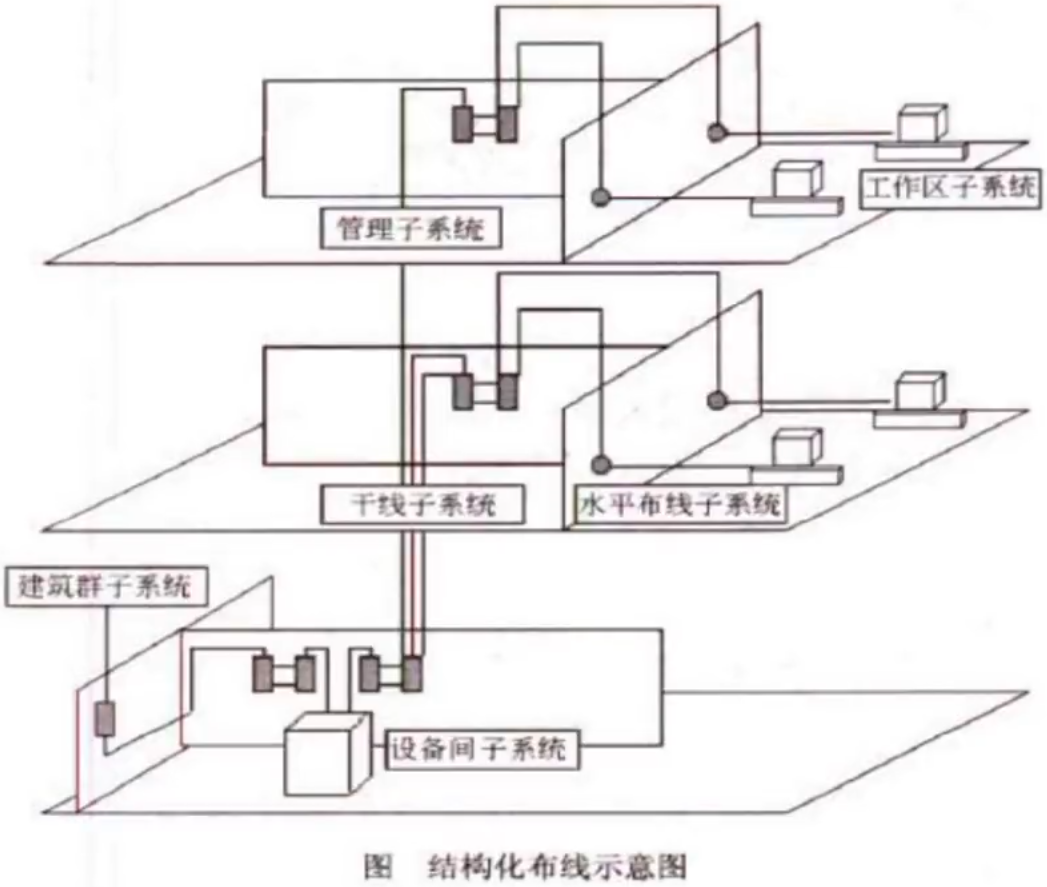 工作区子系统
管理子系统
干线子系统
水平布线子系统
建筑群子系统
设备间子系统
图 结构化布线示意图